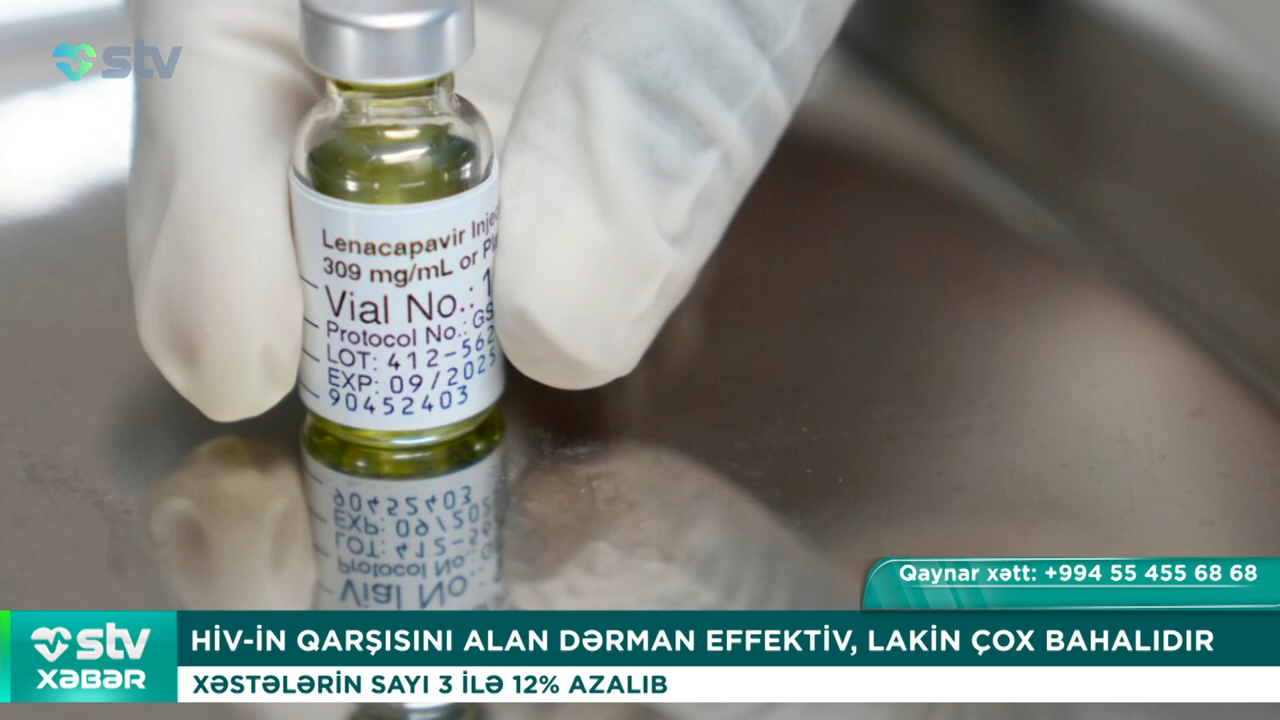 stv
Lenacapavir
309 mg/mL or
Vial No.: 1
Protocol No.: GS
LOT: 412-562
EXP: 09/2025
90452403
Qaynar xətt: +994 55 455 68 68
stv
XƏBƏR
HİV-İN QARŞISINI ALAN DƏRMAN EFFEKTİV, LAKİN ÇOX BAHALIDIR
XƏSTƏLƏRİN SAYI 3 İLƏ 12% AZALIB